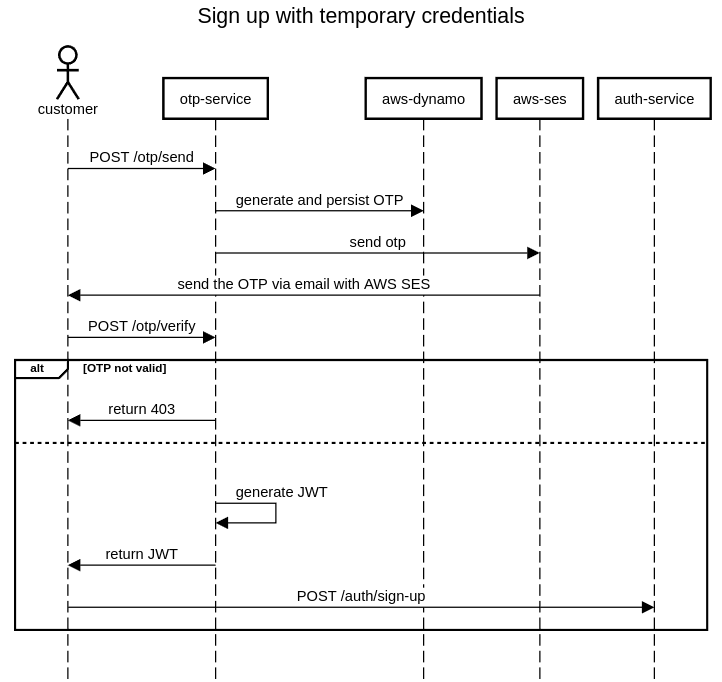 Sign up with temporary credentials
customer
otp-service
aws-dynamo
aws-ses
auth-service
POST /otp/send
generate and persist OTP
send otp
send the OTP via email with AWS SES
POST /otp/verify
alt
[OTP not valid]
return 403
generate JWT
return JWT
POST /auth/sign-up